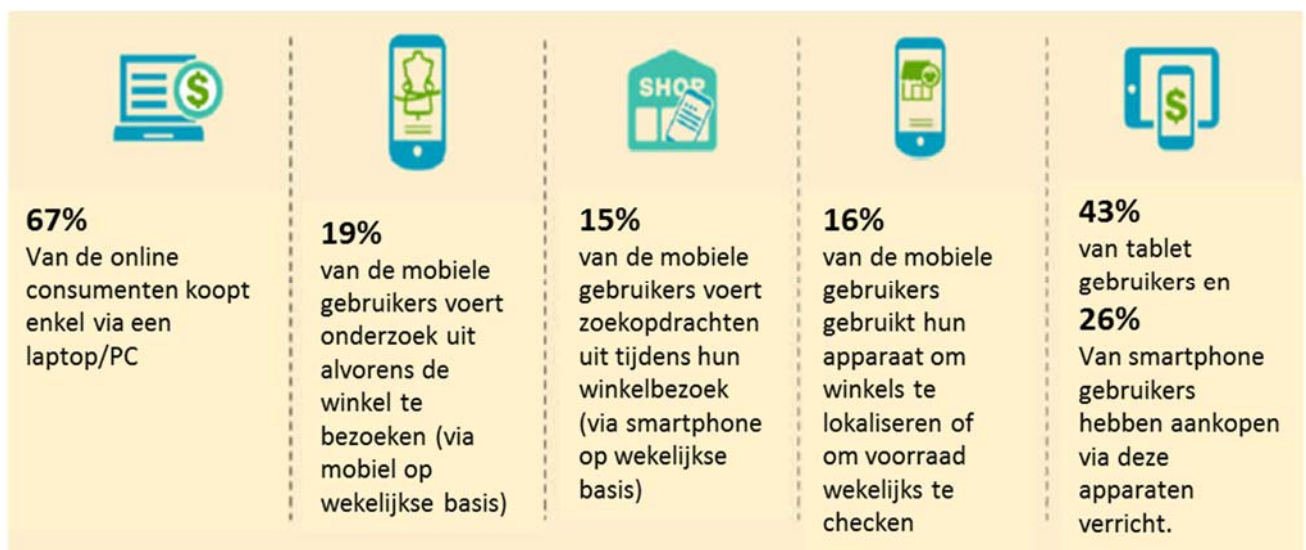 67%
Van de online
consumenten koopt
enkel via een
laptop/PC
19%
van de mobiele
gebruikers voert
onderzoek uit
alvorens de
winkel te
bezoeken (via
mobiel op
wekelijkse basis)
SHOP
15%
van de mobiele
gebruikers voert
zoekopdrachten
uit tijdens hun
winkelbezoek
(via smartphone
op wekelijkse
basis)
16%
van de mobiele
gebruikers
gebruikt hun
apparaat om
winkels te
lokaliseren of
om voorraad
wekelijks te
checken
43%
van tablet
gebruikers en
26%
Van smartphone
gebruikers
hebben aankopen
via deze
apparaten
verricht.